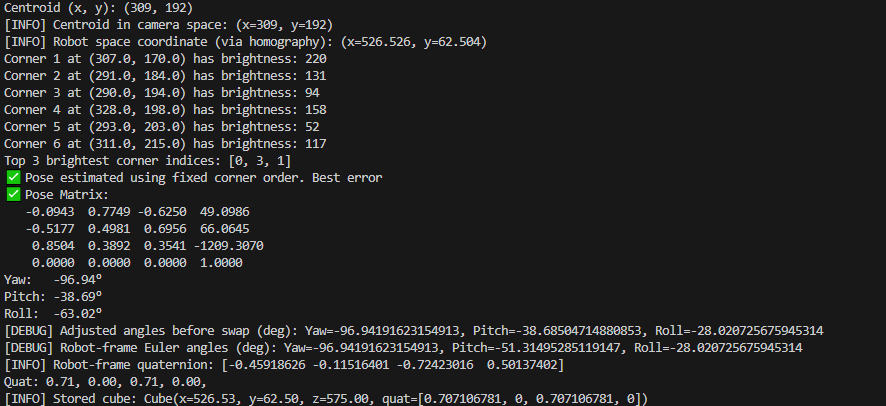 Centroid (x, y): (309, 192)
[INFO] Centroid in camera space: (x=309, y=192)
[INFO] Robot space coordinate (via homography): (x=526.526, y=62.504)
Corner 1 at (307.0, 170.0) has brightness: 220
Corner 2 at (291.0, 184.0) has brightness: 131
Corner 3 at (290.0, 194.0) has brightness: 94
Corner 4 at (328.0, 198.0) has brightness: 158
Corner 5 at (293.0, 203.0) has brightness: 52
Corner 6 at (311.0, 215.0) has brightness: 117
Top 3 brightest corner indices: [0, 3, 1]
✅ Pose estimated using fixed corner order. Best error
✅ Pose Matrix:
-0.0943 0.7749 -0.6250 49.0986
-0.5177 0.4981 0.6956 66.0645
0.8504 0.3892 0.3541 -1209.3070
0.0000 0.0000 0.0000 1.0000
Yaw: -96.94º
Pitch: -38.69º
Roll: -63.02º
[DEBUG] Adjusted angles before swap (deg): Yaw=-96.94191623154913, Pitch=-38.68504714880853, Roll=-28.020725675945314
[DEBUG] Robot-frame Euler angles (deg): Yaw=-96.94191623154913, Pitch=-51.31495285119147, Roll=-28.020725675945314
[INFO] Robot-frame quaternion: [-0.45918626 -0.11516401 -0.72423016 0.50137402]
Quat: 0.71, 0.00, 0.71, 0.00,
[INFO] Stored cube: Cube(x=526.53, y=62.50, z=575.00, quat=[0.707106781, 0, 0.707106781, 0])